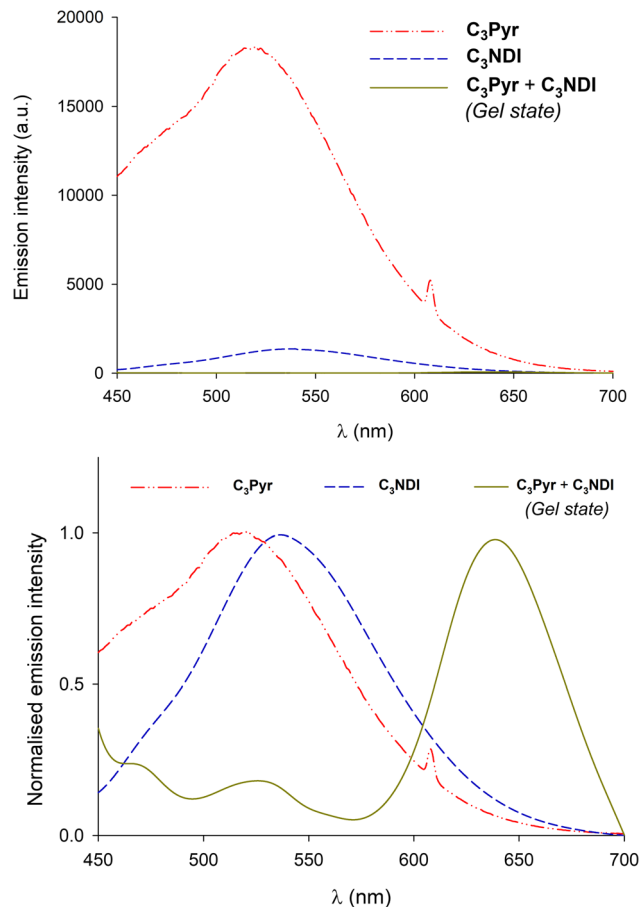 20000
15000
10000
5000
0
Emission intensity (a.u.)
C₃Pyr
C₃NDI
C₃Pyr + C₃NDI
(Gel state)
450 500 550 600 650 700
λ (nm)
C₃Pyr C₃NDI C₃Pyr + C₃NDI
(Gel state)
1.0
0.5
0.0
Normalised emission intensity
450 500 550 600 650 700
λ (nm)